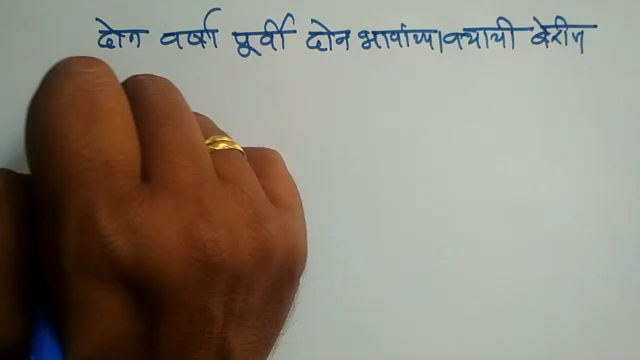 दोन वर्षा पूर्वी दोन भावांच्या वयाची बेरीज